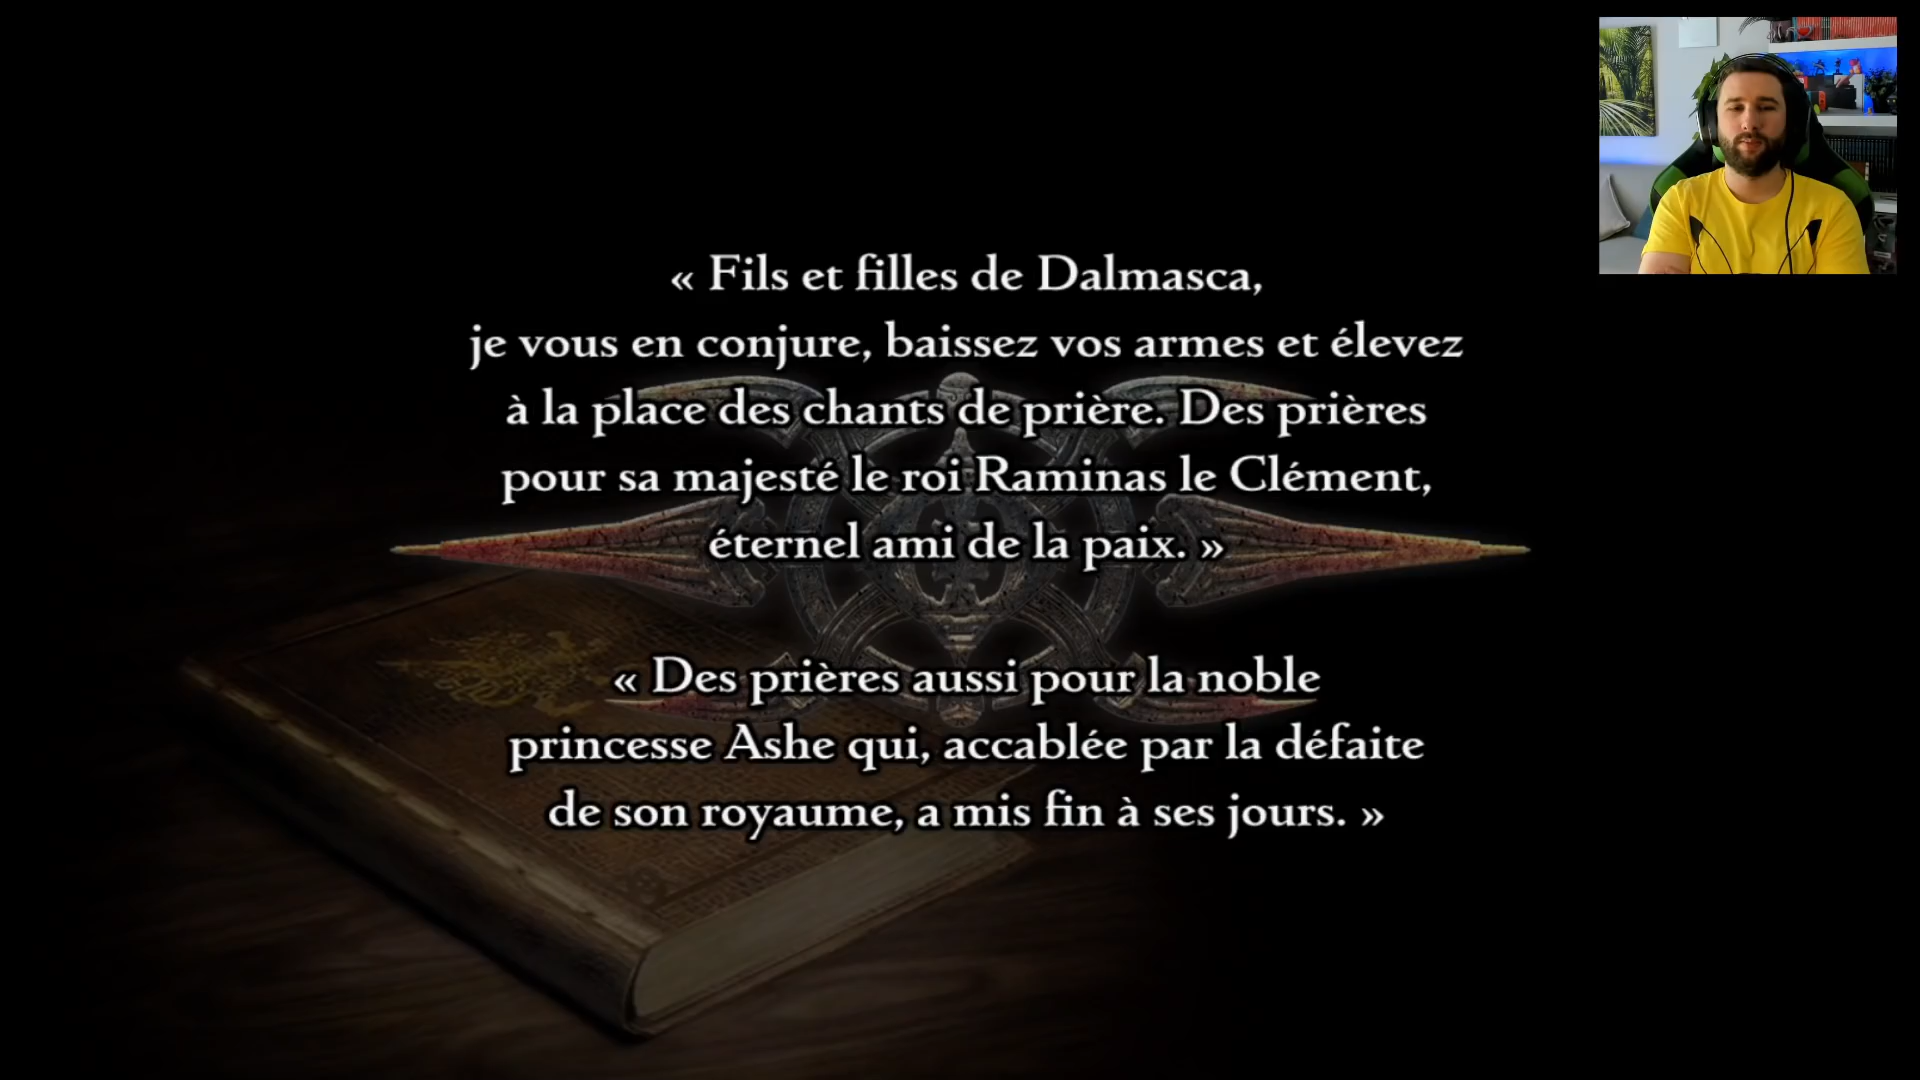 « Fils et filles de Dalmasca,
je vous en conjure, baissez vos armes et élevez
à la place des chants de prière. Des prières
pour sa majesté le roi Raminas le Clément,
éternel ami de la paix. »
« Des prières aussi pour la noble
princesse Ashe qui, accablée par la défaite
de son royaume, a mis fin à ses jours. »